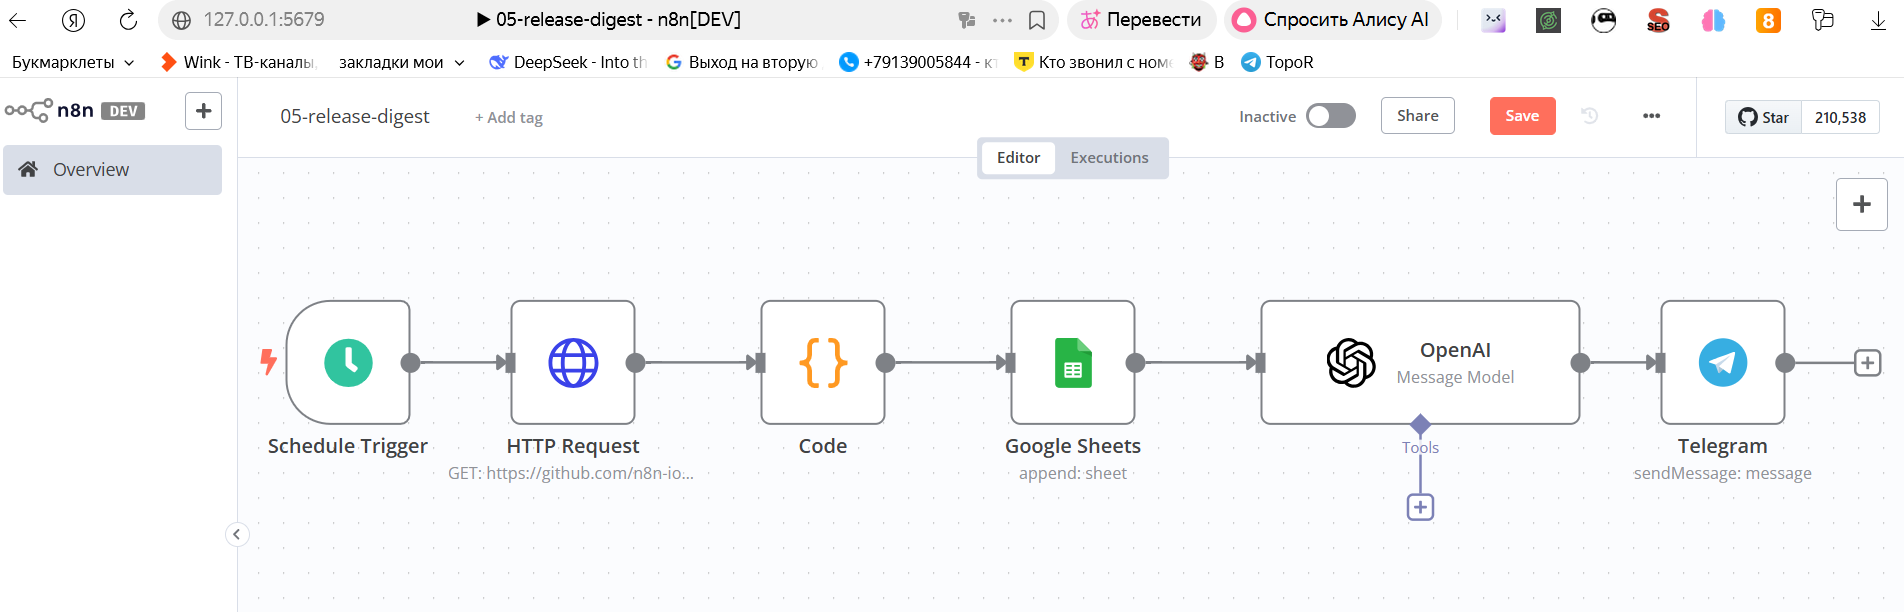 127.0.0.1:5679
▶ 05-release-digest - n8n[DEV]
Перевести
Спросить Алису AI
SEO
8
Букмарклеты
Wink - ТВ-каналы,
закладки мои
DeepSeek - Into th
Выход на вторую
+79139005844 - кт
Кто звонил с номе
В
TopoR
n8n DEV
05-release-digest
+ Add tag
Inactive
Share
Save
Star
210,538
Editor
Executions
Overview
OpenAI
Message Model
Schedule Trigger
HTTP Request
GET: https://github.com/n8n-io...
Code
Google Sheets
append: sheet
Tools
Telegram
sendMessage: message